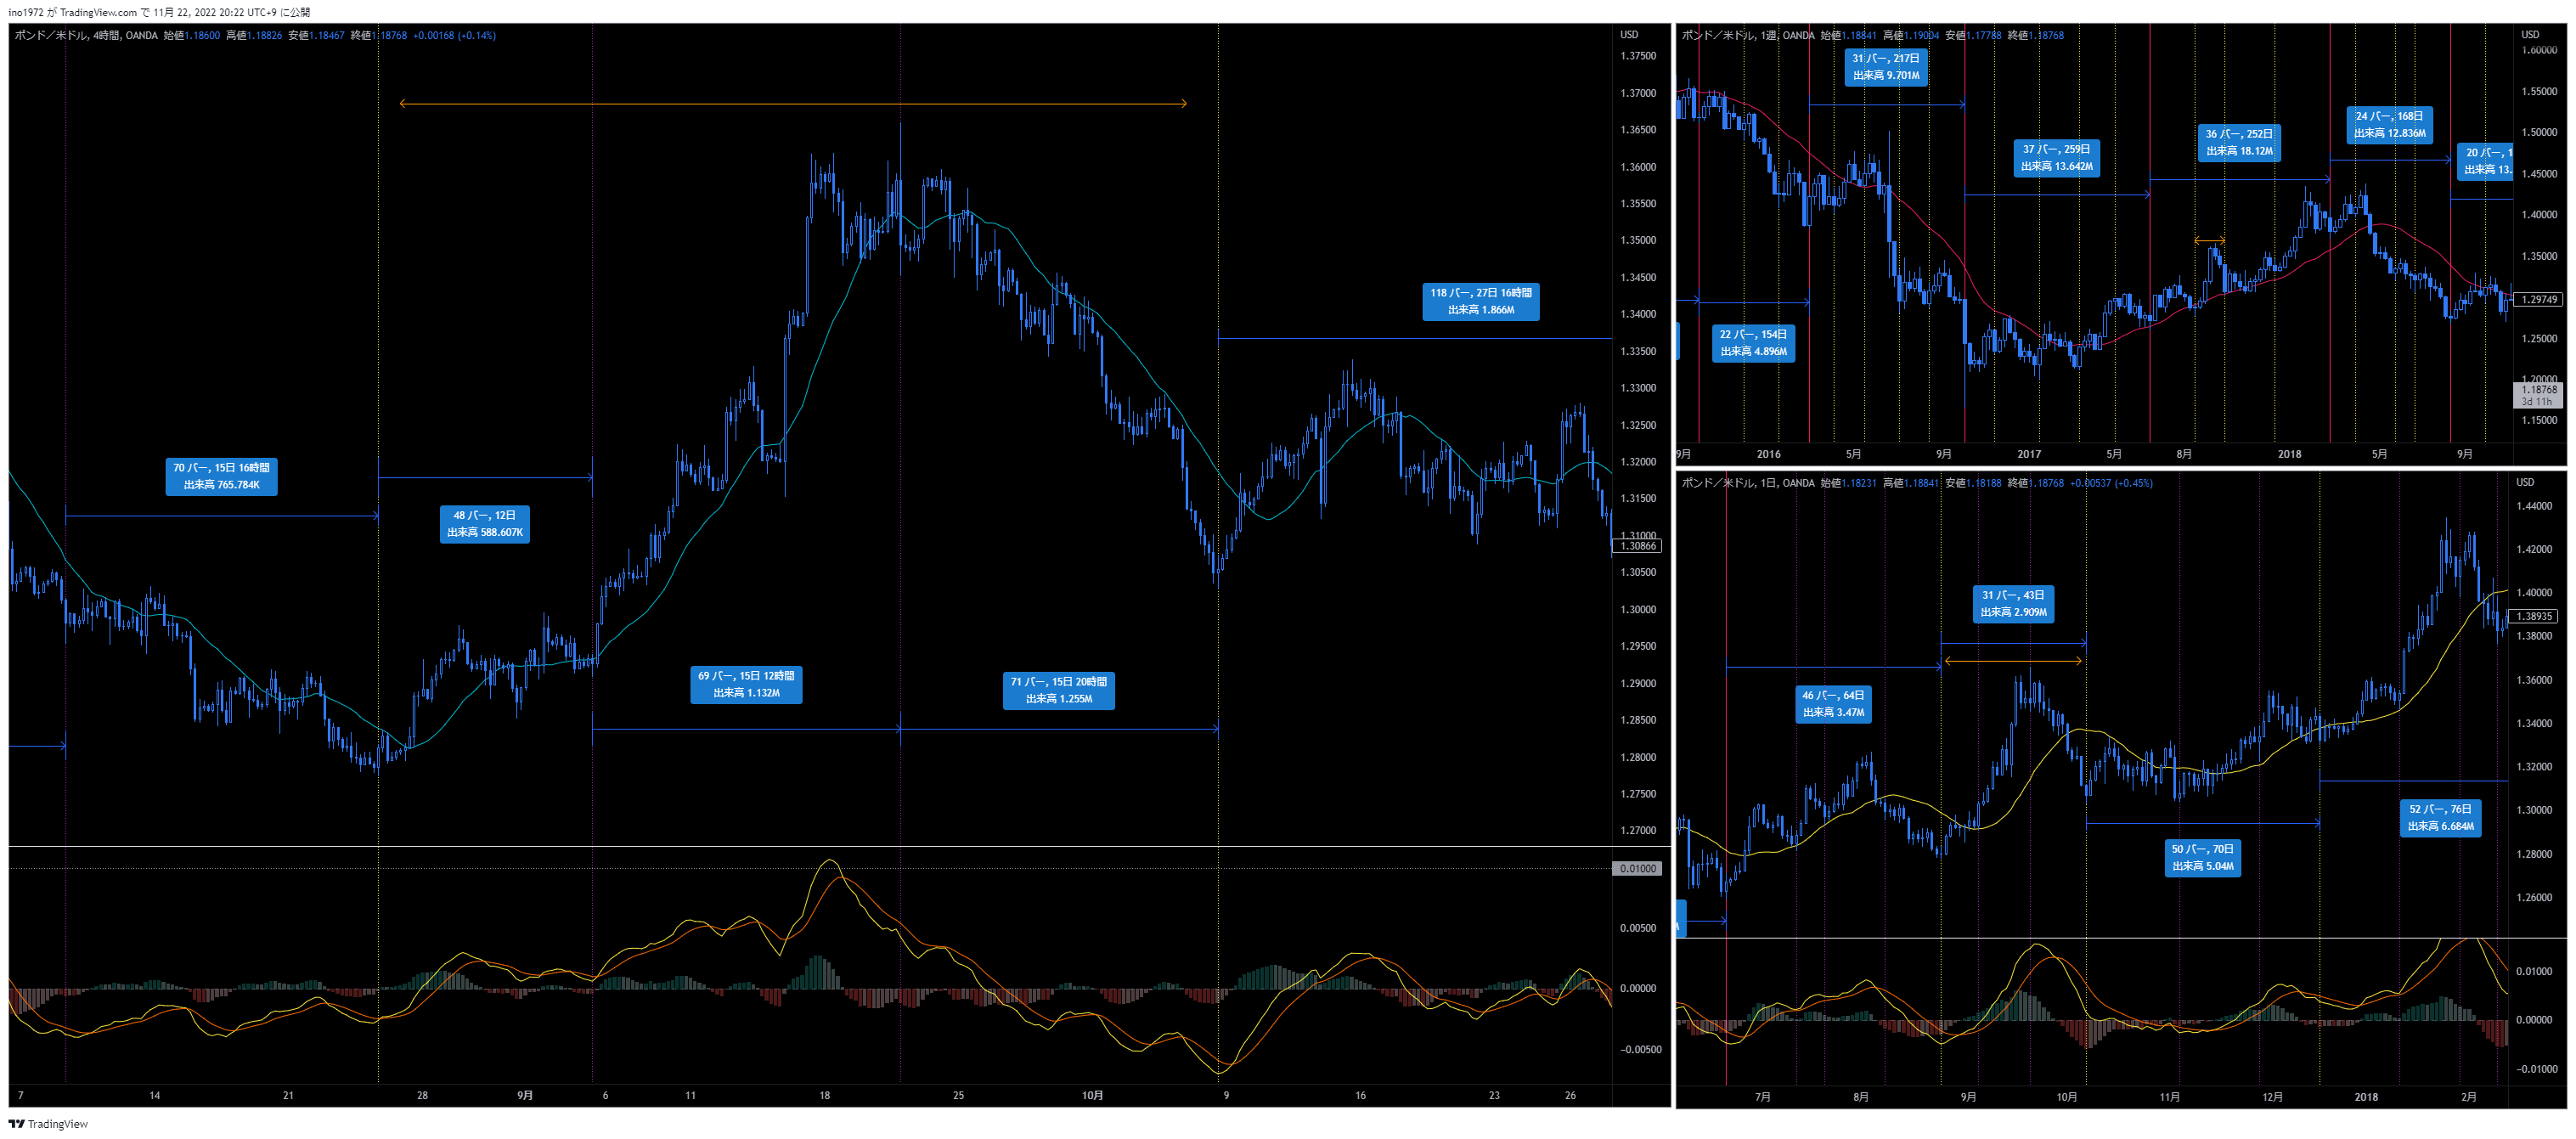 ino1972 が TradingView.com で 11月 22, 2022 20:22 UTC+9 に公開
ポンド／米ドル, 4時間, OANDA 始値1.18600 高値1.18826 安値1.18467 終値1.18768 +0.00168 (+0.14%)
USD
1.37500
1.37000
1.36500
1.36000
1.35500
1.35000
1.34500
1.34000
1.33500
1.33000
1.32500
1.32000
1.31500
1.31000
1.30866
1.30500
1.30000
1.29500
1.29000
1.28500
1.28000
1.27500
1.27000
118 バー, 27日 16時間
出来高 1.866M
70 バー, 15日 16時間
出来高 765.784K
48 バー, 12日
出来高 588.607K
69 バー, 15日 12時間
出来高 1.132M
71 バー, 15日 20時間
出来高 1.255M
0.01000
0.00500
0.00000
−0.00500
7
14
21
28
9月
6
11
18
25
10月
9
16
23
26
ポンド／米ドル, 1週, OANDA 始値1.18841 高値1.19004 安値1.17788 終値1.18768
USD
1.60000
1.55000
1.50000
1.45000
1.40000
1.35000
1.29749
1.25000
1.20000
1.18768
3d 11h
1.15000
31 バー, 217日
出来高 9.701M
22 バー, 154日
出来高 4.896M
37 バー, 259日
出来高 13.642M
36 バー, 252日
出来高 18.12M
24 バー, 168日
出来高 12.836M
20 バー, 1
出来高 13.
9月
2016
5月
9月
2017
5月
8月
2018
5月
9月
ポンド／米ドル, 1日, OANDA 始値1.18231 高値1.18841 安値1.18188 終値1.18768 +0.00537 (+0.45%)
USD
1.44000
1.42000
1.40000
1.38935
1.38000
1.36000
1.34000
1.32000
1.30000
1.28000
1.26000
31 バー, 43日
出来高 2.909M
46 バー, 64日
出来高 3.47M
50 バー, 70日
出来高 5.04M
52 バー, 76日
出来高 6.684M
0.01000
0.00000
−0.01000
7月
8月
9月
10月
11月
12月
2018
2月
TradingView